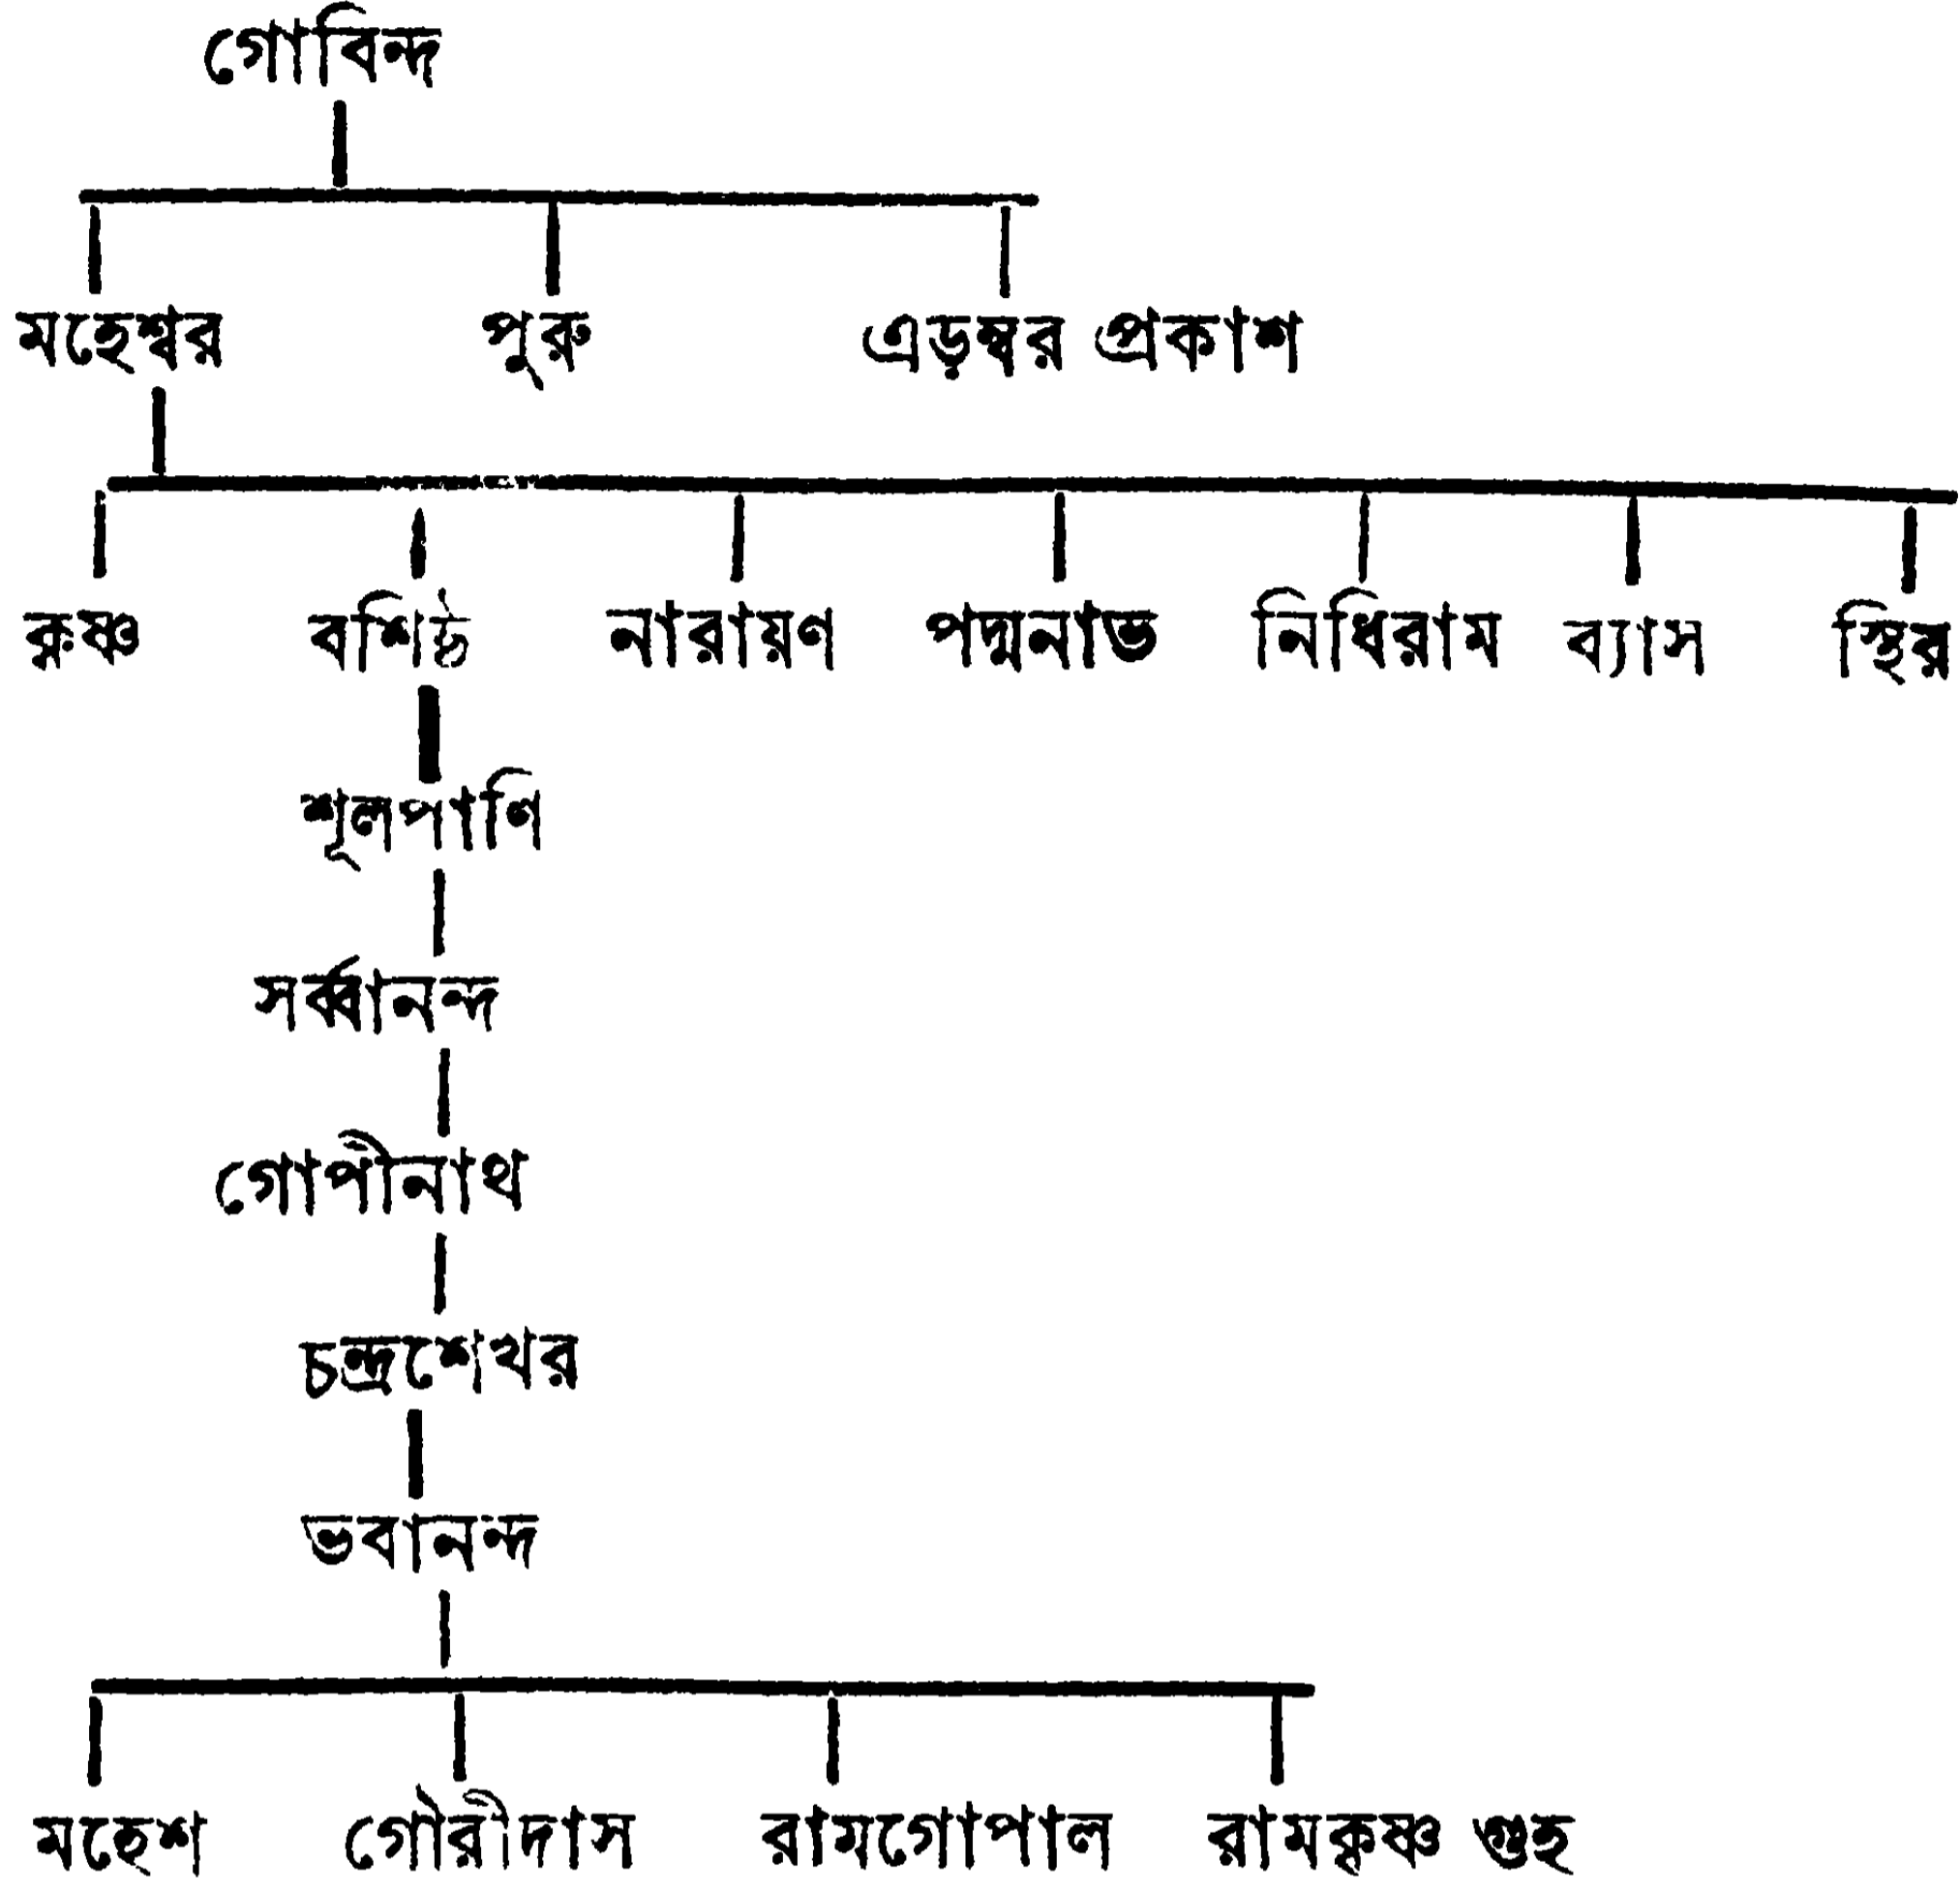 গোবিন্দ
মহেশ্বর পুরু এড়ম্বর প্রকাশ
কৃষ্ণ বশিষ্ঠ নারায়ণ পদ্মনাভ নিধিরাম ব্যাস স্থির
শূলপাণি
সর্ব্বানন্দ
গোপীনাথ
চন্দ্রশেখর
ভবানন্দ
মহেশ গৌরীদাস রামগোপাল রামকৃষ্ণ গুহ